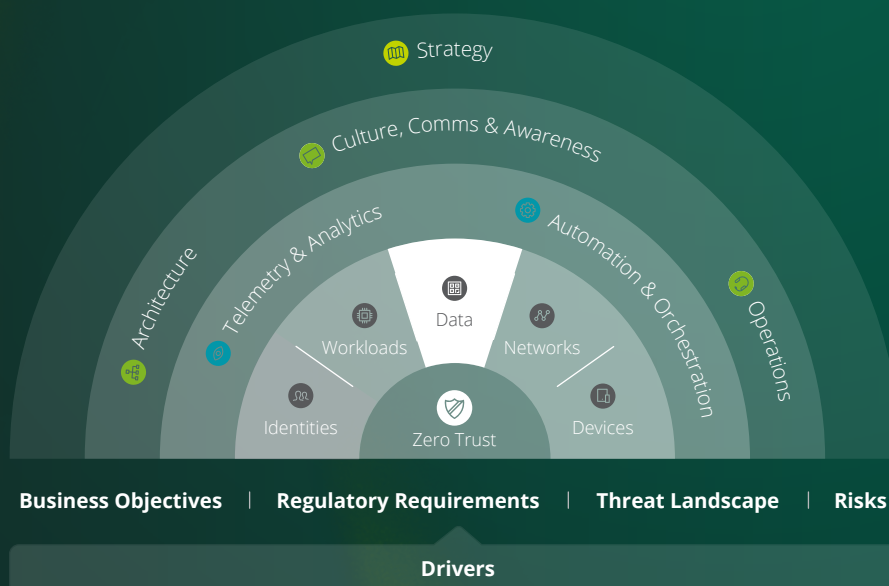 Strategy
Culture, Comms & Awareness
Architecture
Telemetry & Analytics
Automation & Orchestration
Operations
Identities
Workloads
Data
Networks
Devices
Zero Trust
Business Objectives | Regulatory Requirements | Threat Landscape | Risks
Drivers